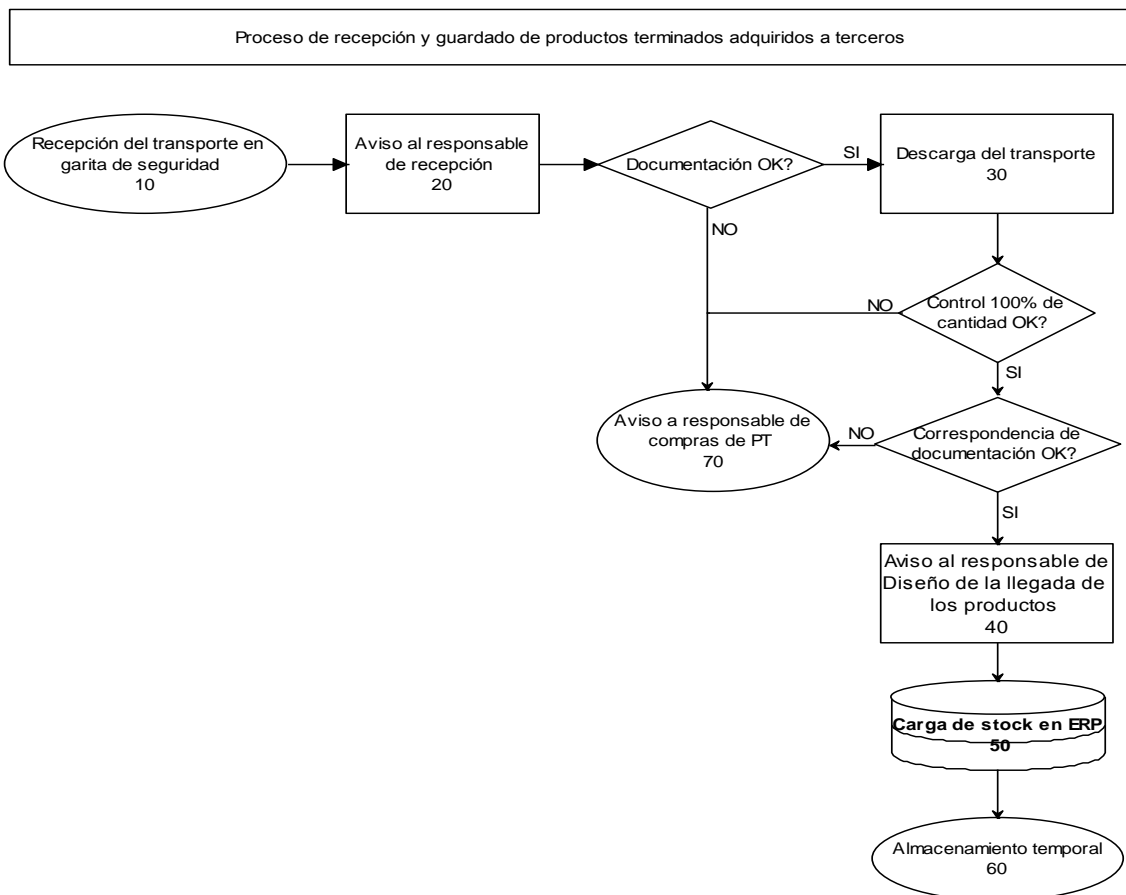 Proceso de recepción y guardado de productos terminados adquiridos a terceros
Recepción del transporte en
garita de seguridad
10
Aviso al responsable
de recepción
20
Documentación OK?
SI
Descarga del transporte
30
NO
NO
Control 100% de
cantidad OK?
SI
Aviso a responsable de
compras de PT
70
NO
Correspondencia de
documentación OK?
SI
Aviso al responsable de
Diseño de la llegada de
los productos
40
Carga de stock en ERP
50
Almacenamiento temporal
60